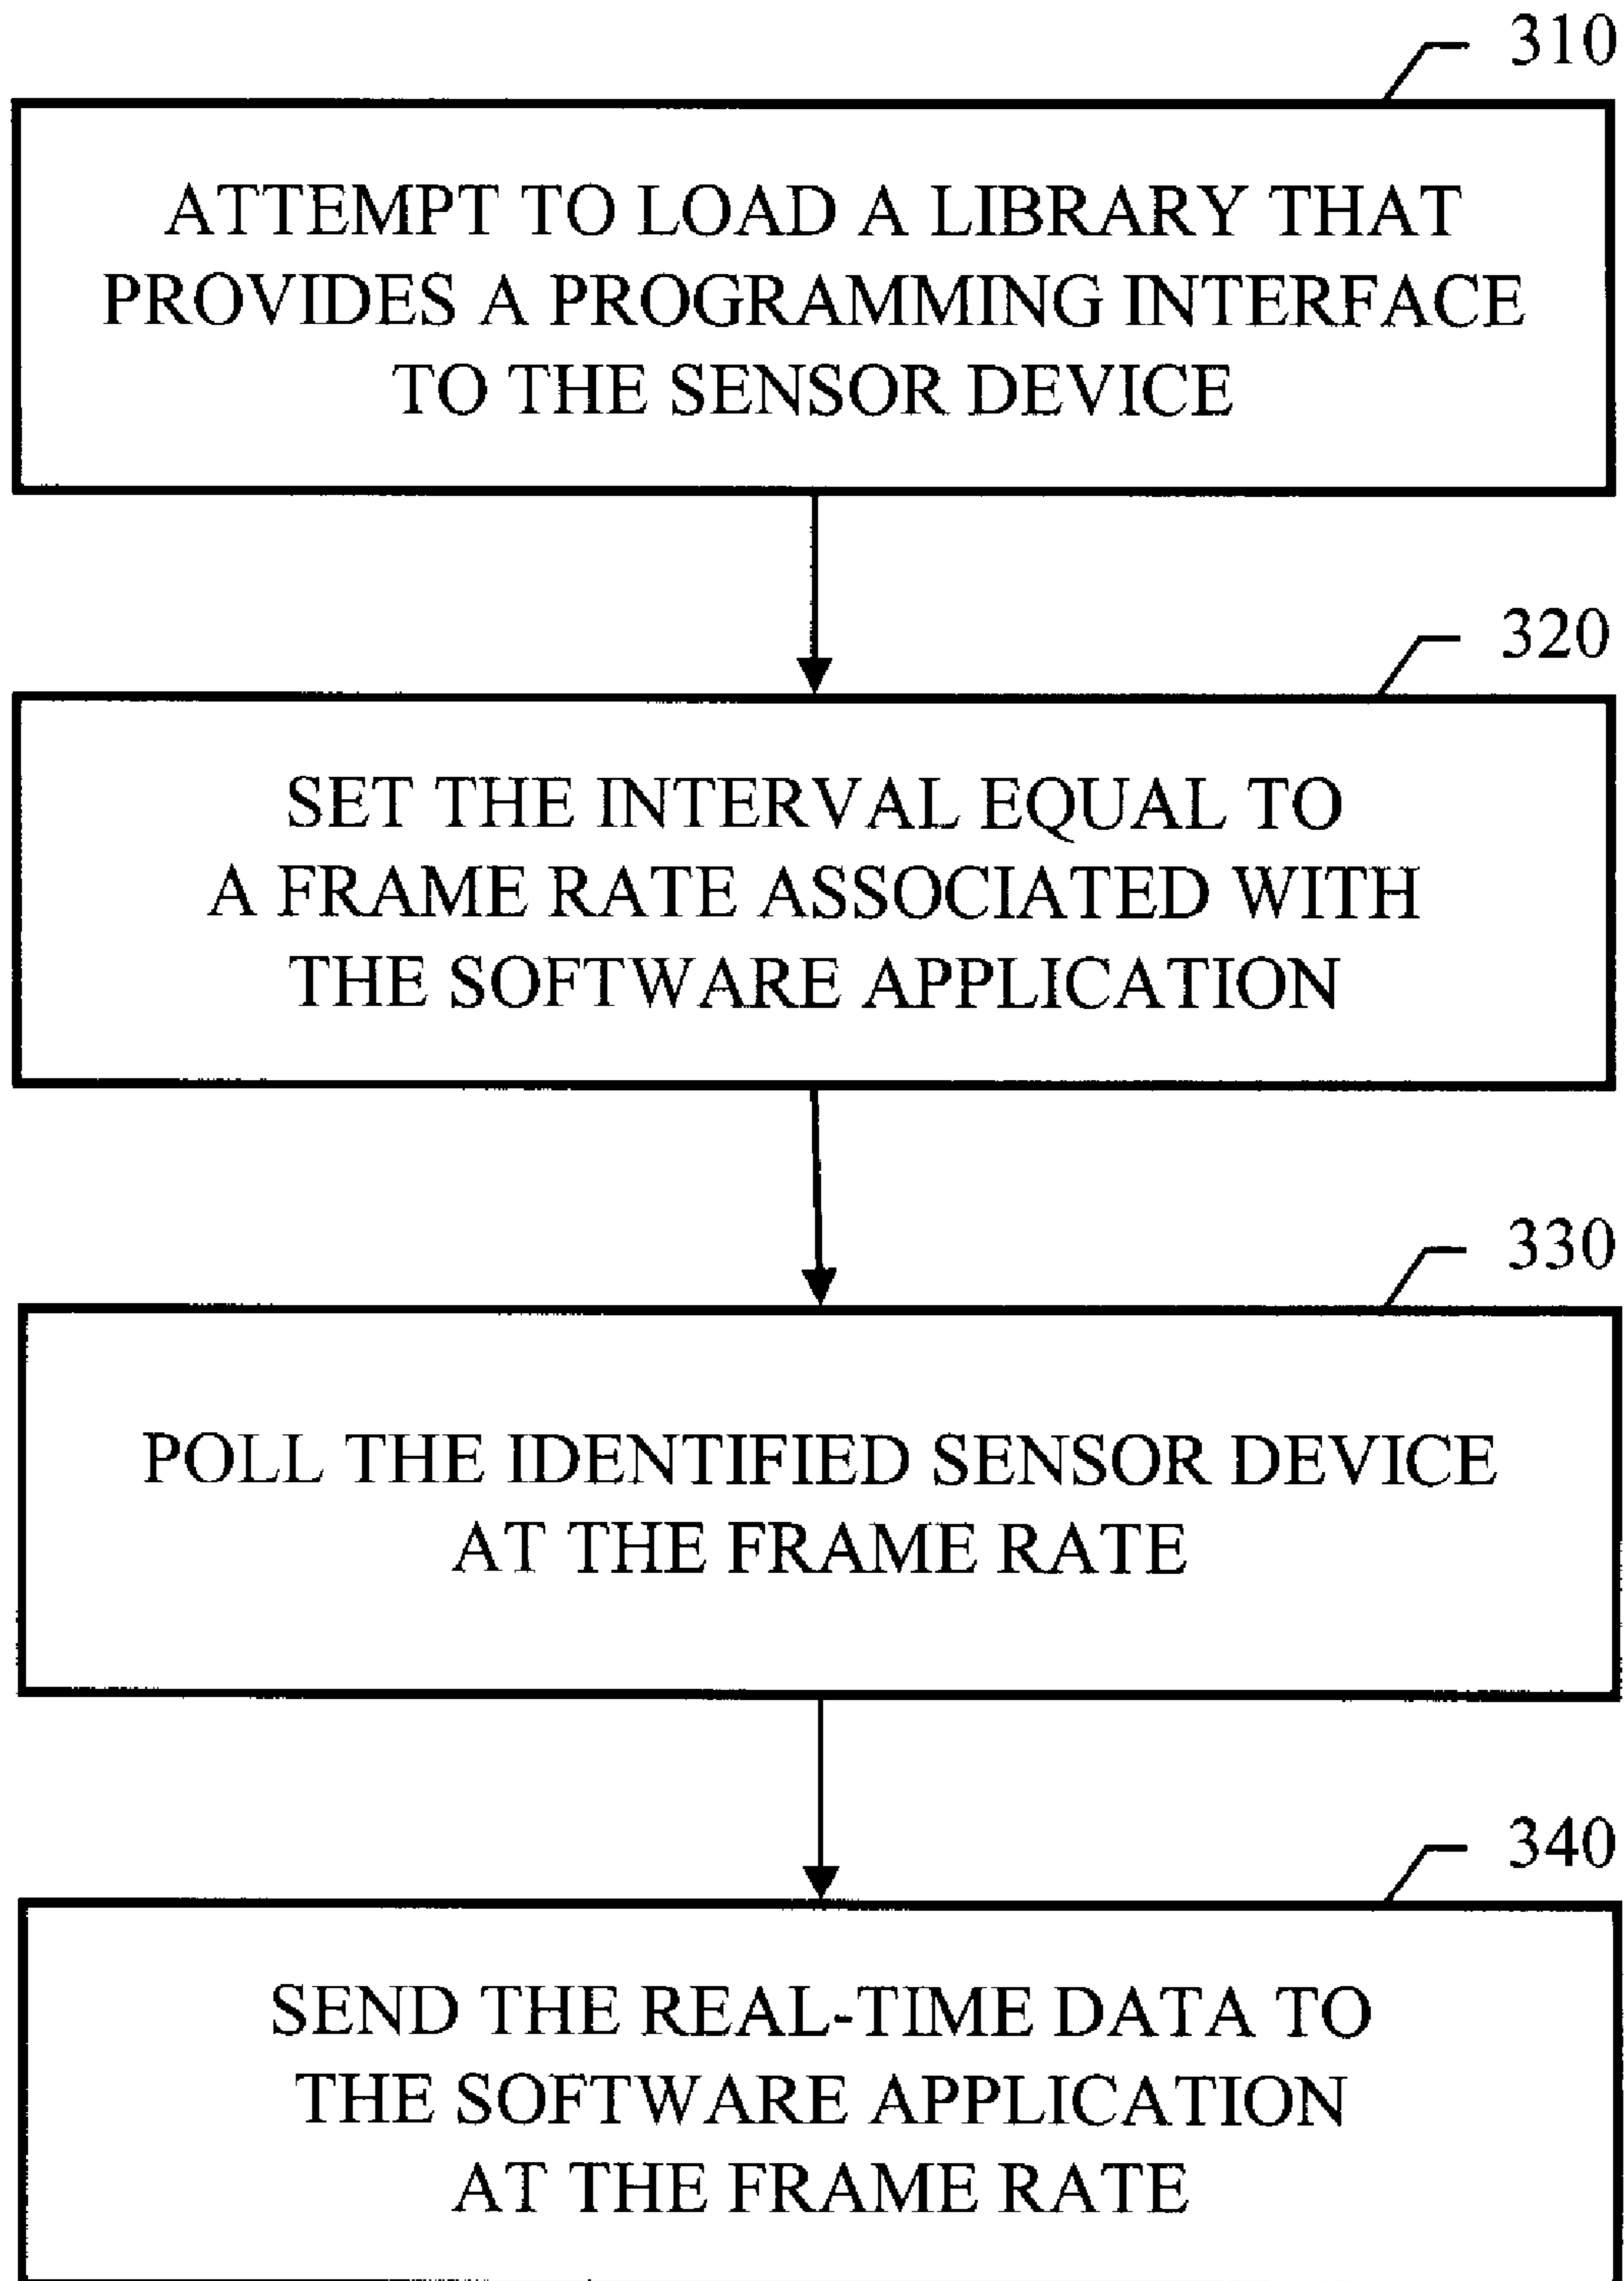 310
ATTEMPT TO LOAD A LIBRARY THAT
PROVIDES A PROGRAMMING INTERFACE
TO THE SENSOR DEVICE
320
SET THE INTERVAL EQUAL TO
A FRAME RATE ASSOCIATED WITH
THE SOFTWARE APPLICATION
330
POLL THE IDENTIFIED SENSOR DEVICE
AT THE FRAME RATE
340
SEND THE REAL-TIME DATA TO
THE SOFTWARE APPLICATION
AT THE FRAME RATE